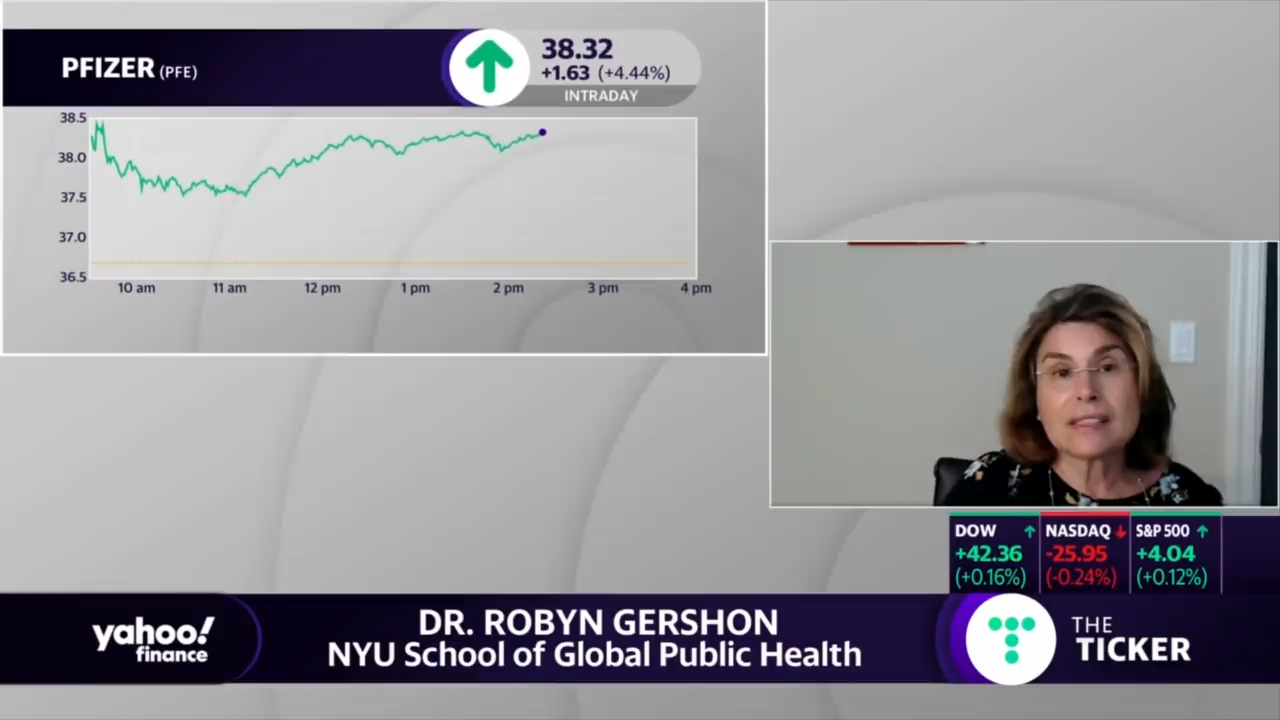 PFIZER (PFE)
38.32
+1.63 (+4.44%)
INTRADAY
38.5
38.0
37.5
37.0
36.5
10 am 11 am 12 pm 1 pm 2 pm 3 pm 4 pm
DOW
+42.36
(+0.16%)
NASDAQ
-25.95
(-0.24%)
S&P 500
+4.04
(+0.12%)
yahoo!
finance
DR. ROBYN GERSHON
NYU School of Global Public Health
THE
TICKER